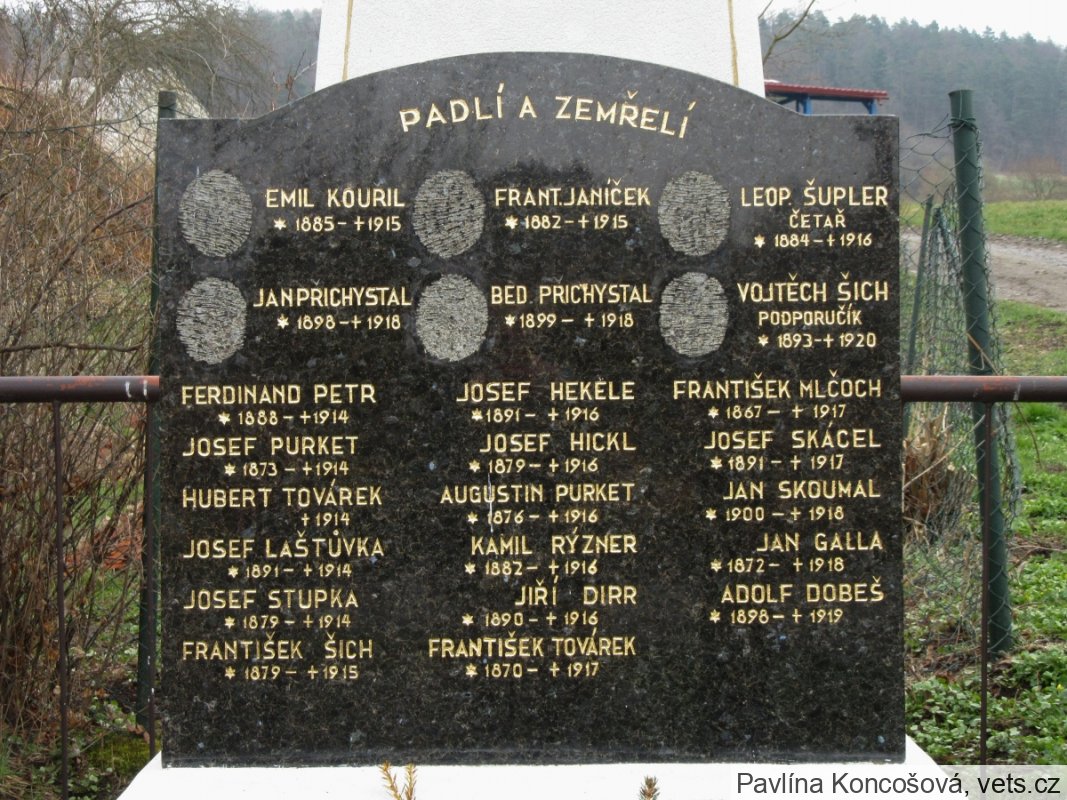 PADLÍ A ZEMŘELÍ
EMIL KOUŘIL
* 1885 - + 1915
FRANT. JANÍČEK
* 1882 - + 1915
LEOP. ŠUPLER
ČETAŘ
* 1884 - + 1916
JAN PŘICHYSTAL
* 1898 - + 1918
BED. PŘICHYSTAL
* 1899 - + 1918
VOJTĚCH ŠICH
PODPORUČÍK
* 1893 - + 1920
FERDINAND PETR
* 1888 - + 1914
JOSEF PURKET
* 1873 - + 1914
HUBERT TOVÁREK
+ 1914
JOSEF LAŠTŮVKA
* 1891 - + 1914
JOSEF STUPKA
* 1879 - + 1914
FRANTIŠEK ŠICH
* 1879 - + 1915
JOSEF HEKELE
* 1891 - + 1916
JOSEF HICKL
* 1879 - + 1916
AUGUSTIN PURKET
* 1876 - + 1916
KAMIL RÝZNER
* 1882 - + 1916
JIŘÍ DIRR
* 1890 - + 1916
FRANTIŠEK TOVÁREK
* 1870 - + 1917
FRANTIŠEK MLČOCH
* 1867 - + 1917
JOSEF SKÁCEL
* 1891 - + 1917
JAN SKOUMAL
* 1900 - + 1918
JAN GALLA
* 1872 - + 1918
ADOLF DOBEŠ
* 1898 - + 1919
Pavlína Koncošová, vets.cz